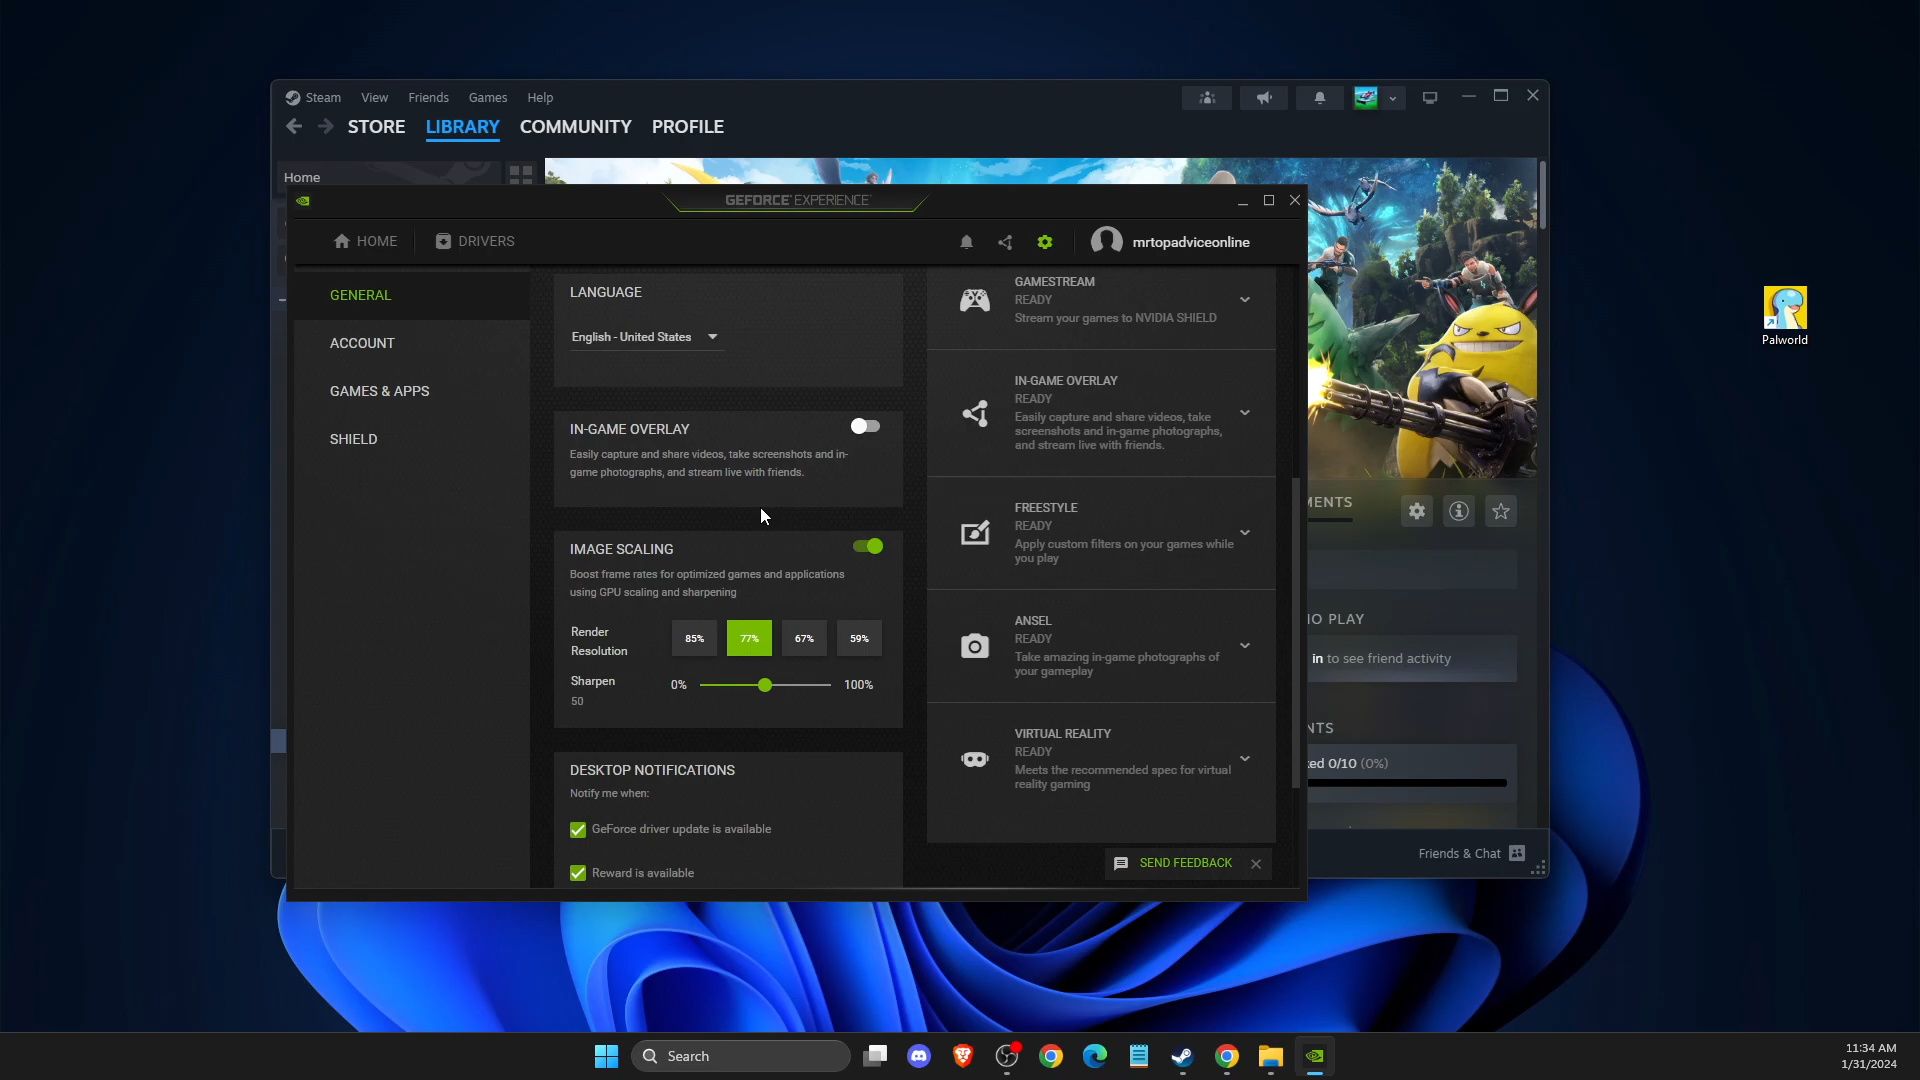 Steam View Friends Games Help
STORE LIBRARY COMMUNITY PROFILE
Home
GEFORCE EXPERIENCE
HOME DRIVERS
mrtopadviceonline
GENERAL
ACCOUNT
GAMES & APPS
SHIELD
LANGUAGE
English - United States
IN-GAME OVERLAY
Easily capture and share videos, take screenshots and in-
game photographs, and stream live with friends.
IMAGE SCALING
Boost frame rates for optimized games and applications
using GPU scaling and sharpening
Render
Resolution
85% 77% 67% 59%
Sharpen
0% 100%
50
DESKTOP NOTIFICATIONS
Notify me when:
GeForce driver update is available
Reward is available
GAMESTREAM
READY
Stream your games to NVIDIA SHIELD
IN-GAME OVERLAY
READY
Easily capture and share videos, take
screenshots and in-game photographs,
and stream live with friends.
FREESTYLE
READY
Apply custom filters on your games while
you play
ANSEL
READY
Take amazing in-game photographs of
your gameplay
VIRTUAL REALITY
READY
Meets the recommended spec for virtual
reality gaming
SEND FEEDBACK
MENTS
O PLAY
in to see friend activity
NTS
ked 0/10 (0%)
Friends & Chat
Palworld
Search
11:34 AM
1/31/2024